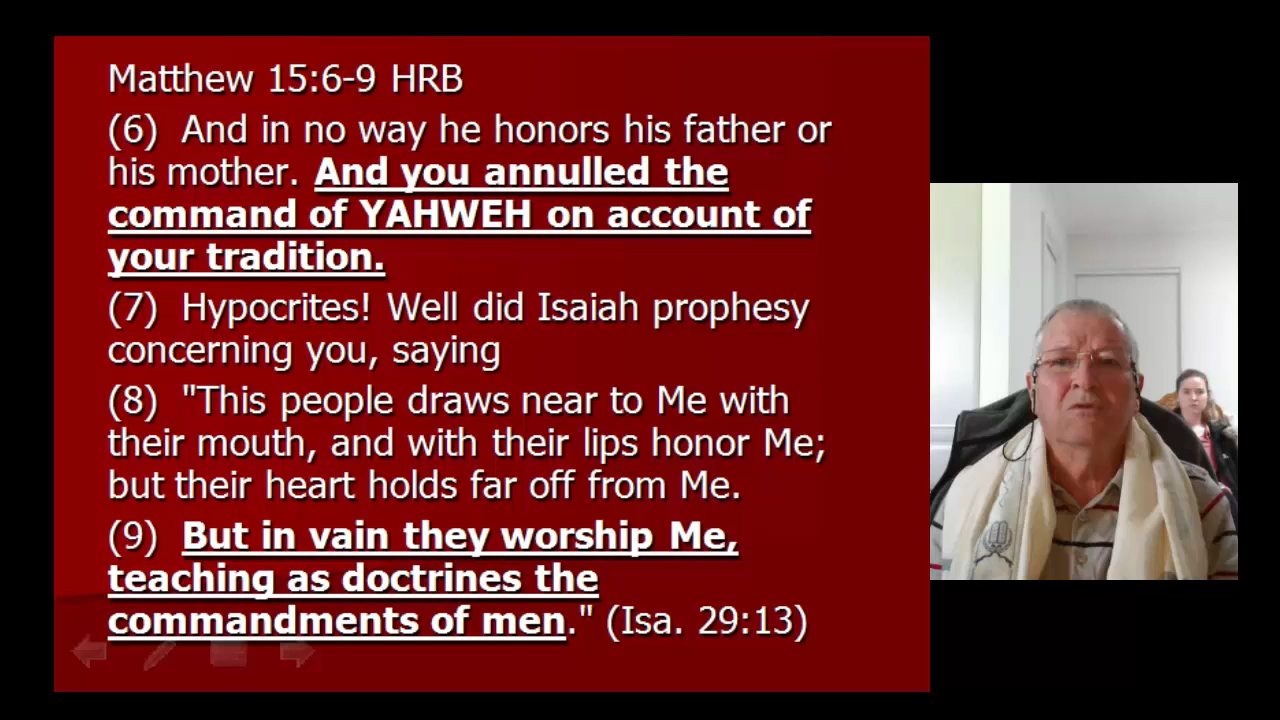 Matthew 15:6-9 HRB
(6) And in no way he honors his father or
his mother. And you annulled the
command of YAHWEH on account of
your tradition.
(7) Hypocrites! Well did Isaiah prophesy
concerning you, saying
(8) "This people draws near to Me with
their mouth, and with their lips honor Me;
but their heart holds far off from Me.
(9) But in vain they worship Me,
teaching as doctrines the
commandments of men." (Isa. 29:13)